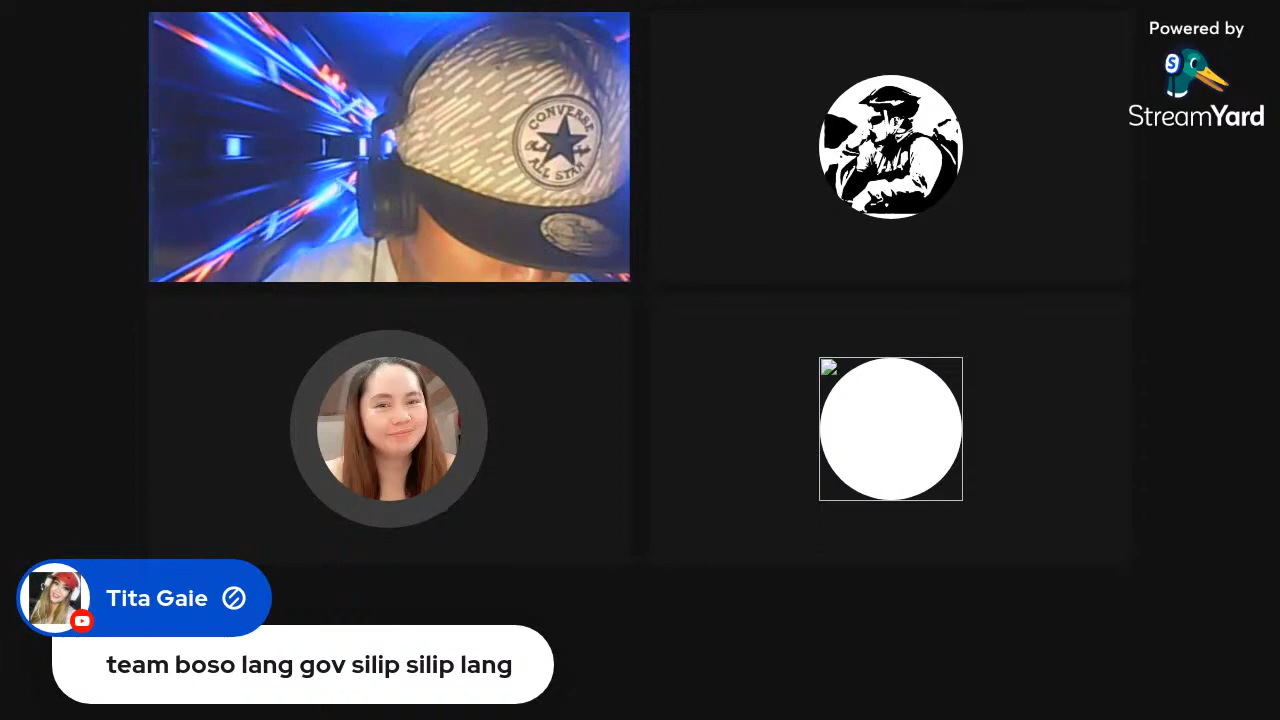 Powered by
StreamYard
CONVERSE
ALL STAR
Tita Gaie
team boso lang gov silip silip lang